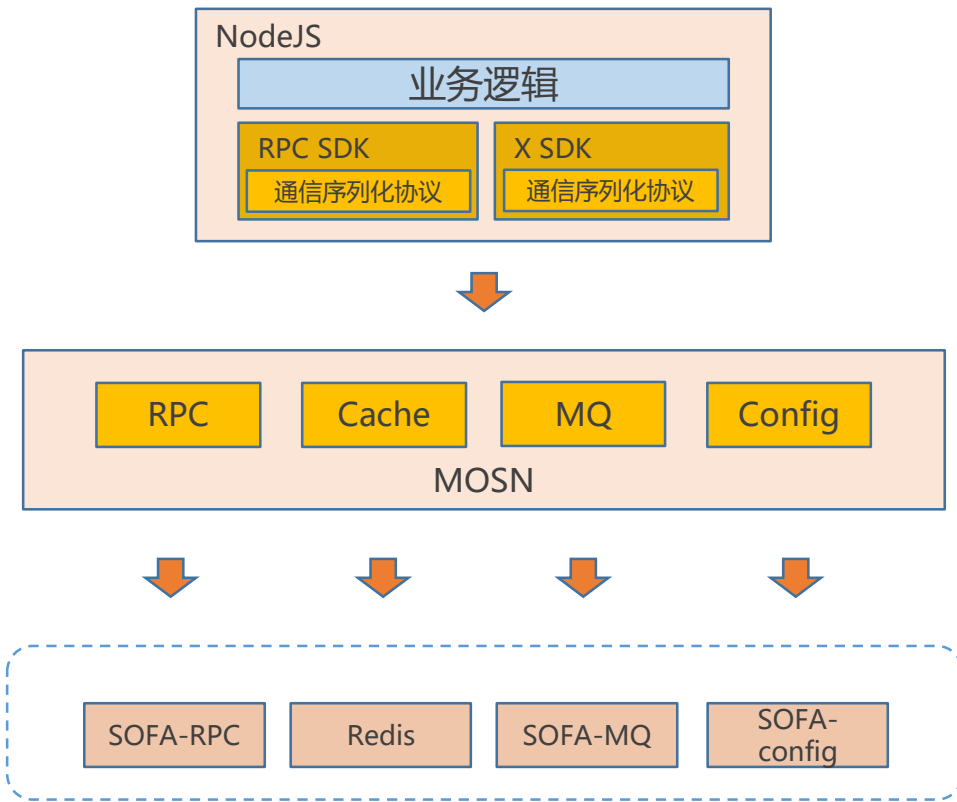 NodeJS
业务逻辑
RPC SDK
X SDK
通信序列化协议
通信序列化协议
RPC
Cache
MQ
Config
MOSN
SOFA-RPC
Redis
SOFA-MQ
SOFA-
config